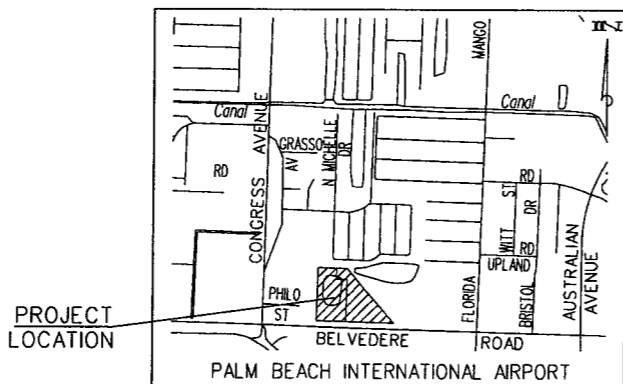 MANGO
Canal
Canal
CONGRESS AVENUE
GRASSO AV
N MICHELLE DR
RD
RD
WITT ST
DR
RD
UPLAND
BRISTOL
FLORIDA
AUSTRALIAN AVENUE
PHILO ST
PROJECT LOCATION
BELVEDERE ROAD
PALM BEACH INTERNATIONAL AIRPORT